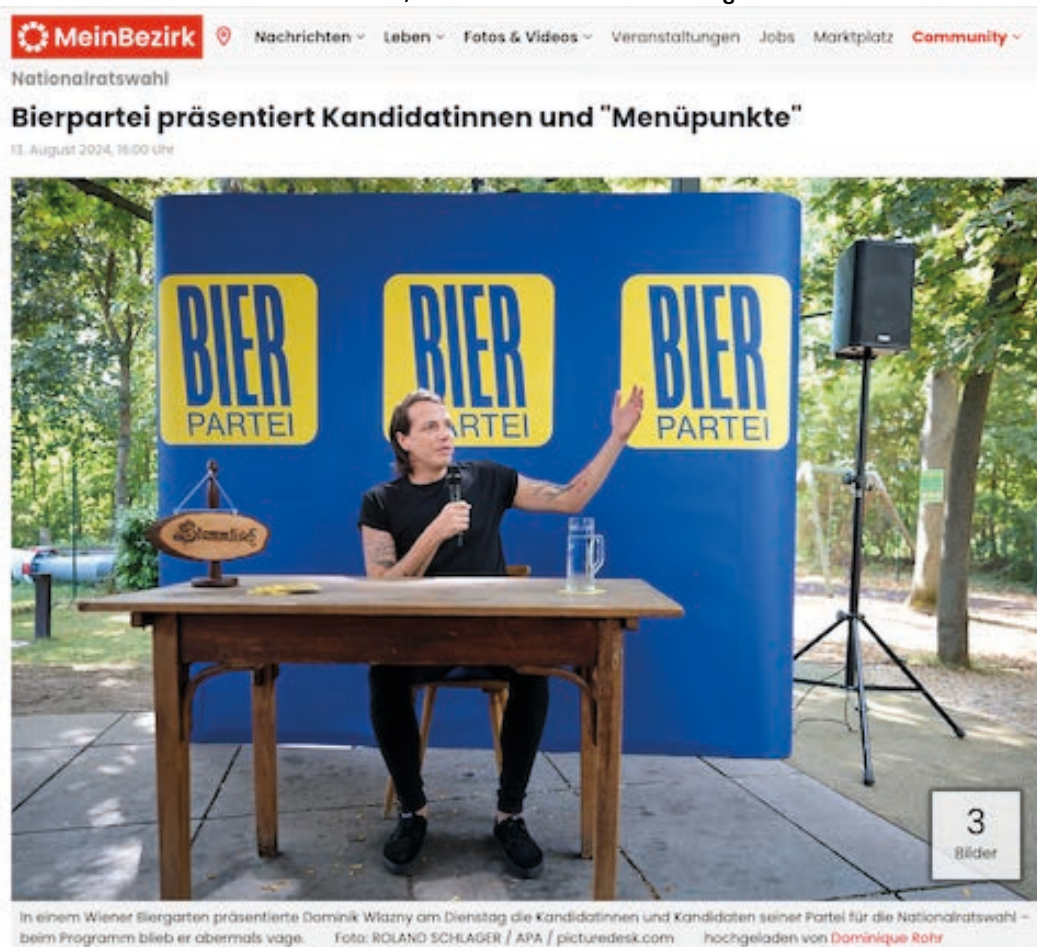 MeinBezirk Nachrichten Leben Fotos & Videos Veranstaltungen Jobs Marktplatz Community
Nationalratswahl
Bierpartei präsentiert Kandidatinnen und "Menüpunkte"
13. August 2024, 16:00 Uhr
BIER PARTEI
BIER RTEI
BIER PARTEI
Stammtisch
3
Bilder
In einem Wiener Biergarten präsentierte Dominik Wlazny am Dienstag die Kandidatinnen und Kandidaten seiner Partei für die Nationalratswahl –
beim Programm blieb er abermals vage. Foto: ROLAND SCHLAGER / APA / picturedesk.com hochgeladen von Dominique Rohr